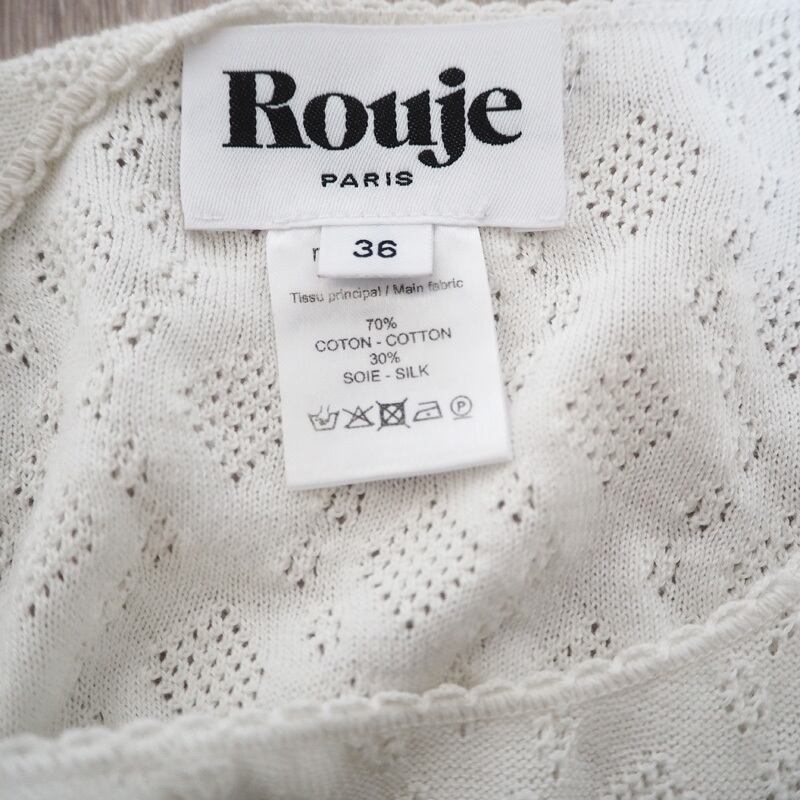 Rouje
PARIS
36
Tissu principal / Main fabric
70%
COTON - COTTON
30%
SOIE - SILK
P